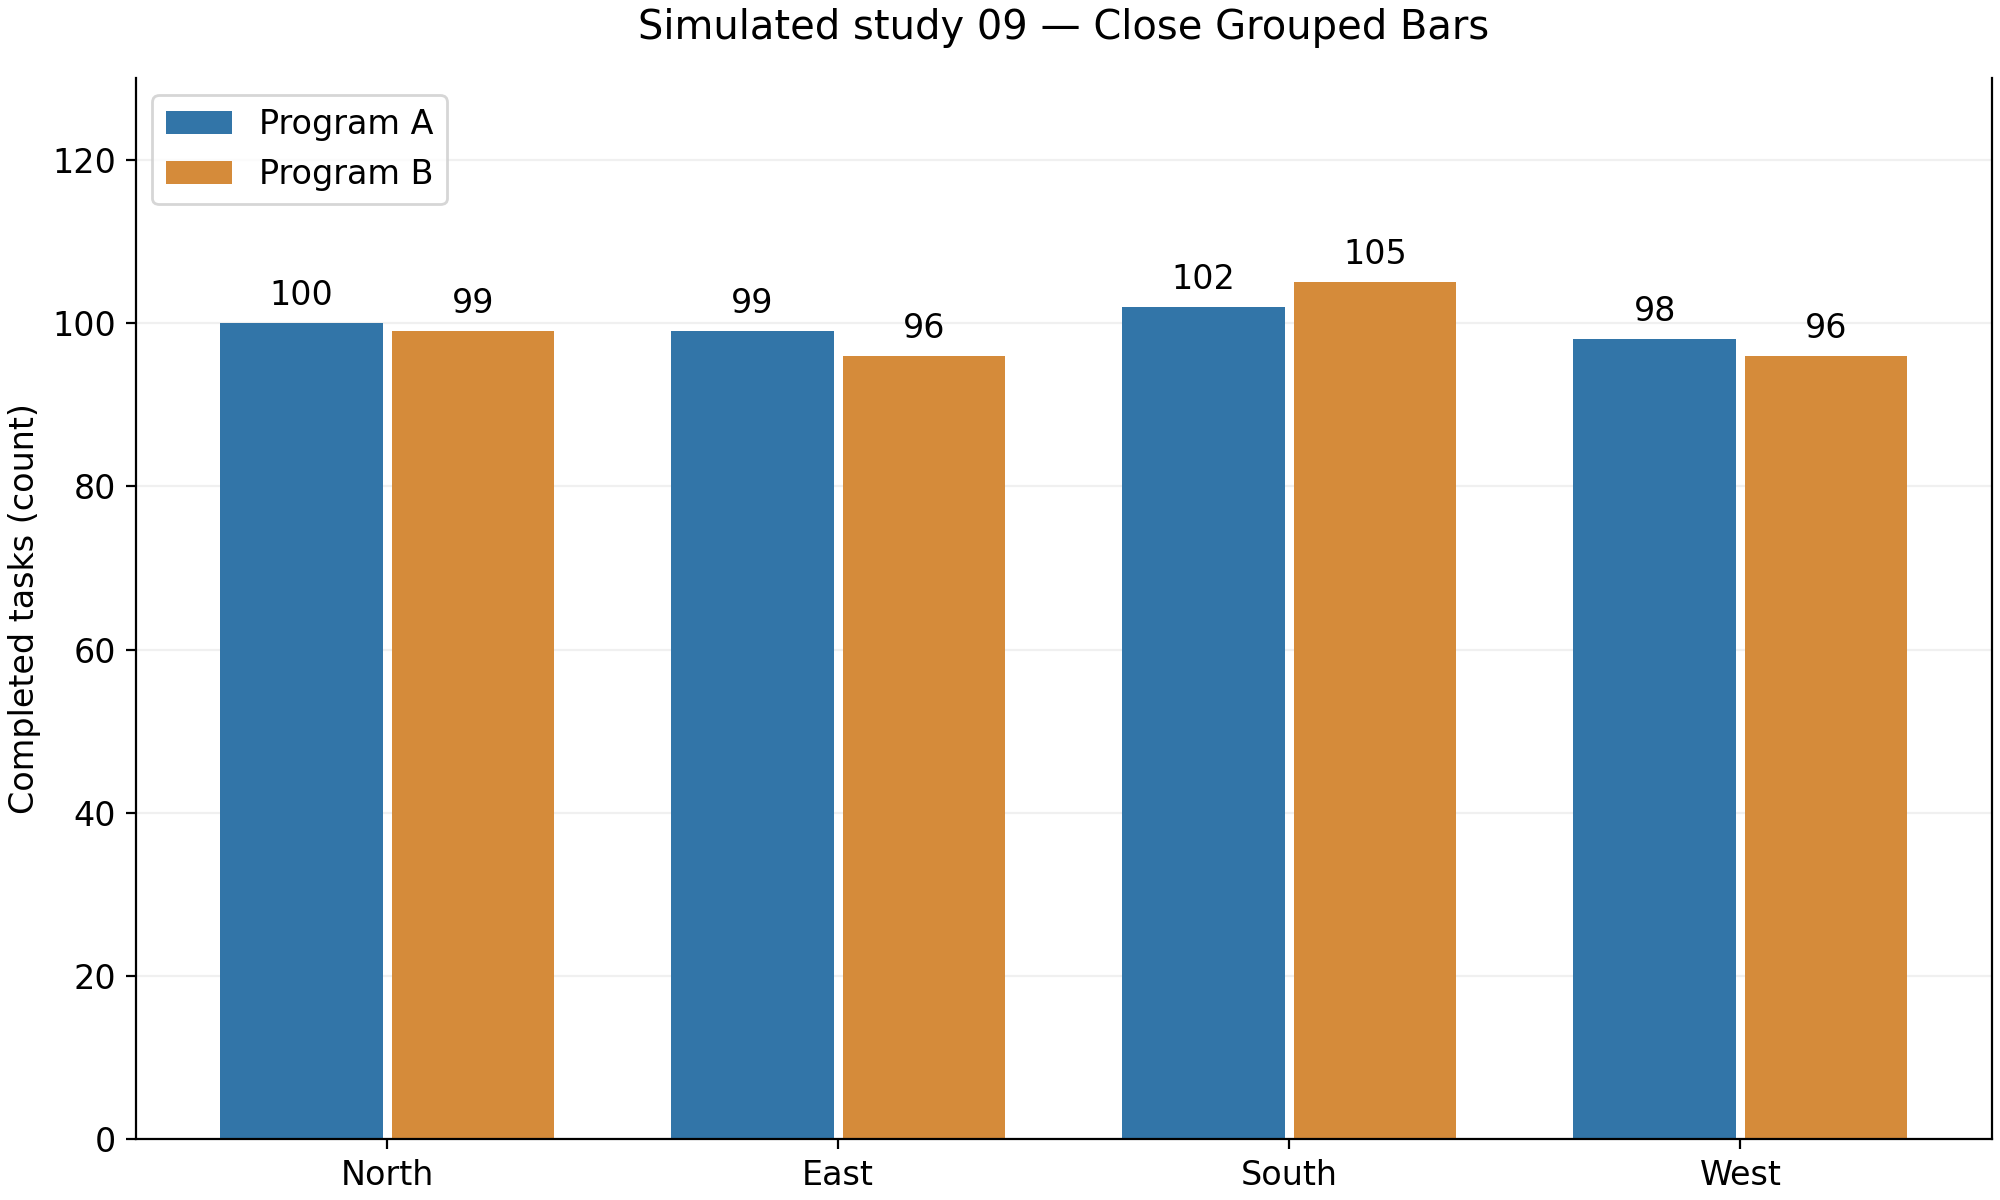 Simulated study 09 — Close Grouped Bars
Program A
Program B
Completed tasks (count)
120
100
80
60
40
20
0
100
99
99
96
102
105
98
96
North
East
South
West